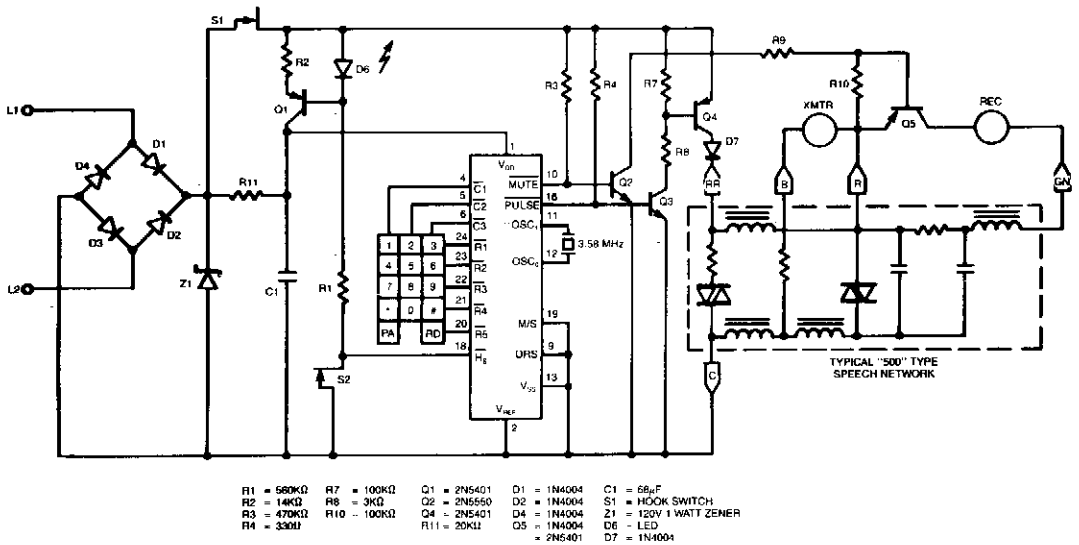 S1
R2
D6
R9
R3
R4
R7
R10
Q1
Q4
XMTR
Q5
REC
L1
D1
D4
D7
R8
1
VDD
R11
4
C1
MUTE
10
Q2
RR
B
R
GN
5
C2
PULSE
16
Q3
6
C3
OSC1
11
D3
D2
1
2
3
24
R1
3.58 MHz
4
5
6
23
R2
OSC0
12
L2
Z1
C1
R1
7
8
9
22
R3
*
0
#
21
R4
M/S
19
PA
RD
20
R5
DRS
9
18
HS
VSS
13
S2
C
TYPICAL "500" TYPE
SPEECH NETWORK
VREF
2
R1 = 560KΩ R7 = 100KΩ Q1 = 2N5401 D1 = 1N4004 C1 = 68μF
R2 = 14KΩ R8 = 3KΩ Q2 = 2N5550 D2 = 1N4004 S1 = HOOK SWITCH
R3 = 470KΩ R10 = 100KΩ Q4 = 2N5401 D4 = 1N4004 Z1 = 120V 1 WATT ZENER
R4 = 330Ω R11 = 20KΩ Q5 = 1N4004 D6 = LED
= 2N5401 D7 = 1N4004